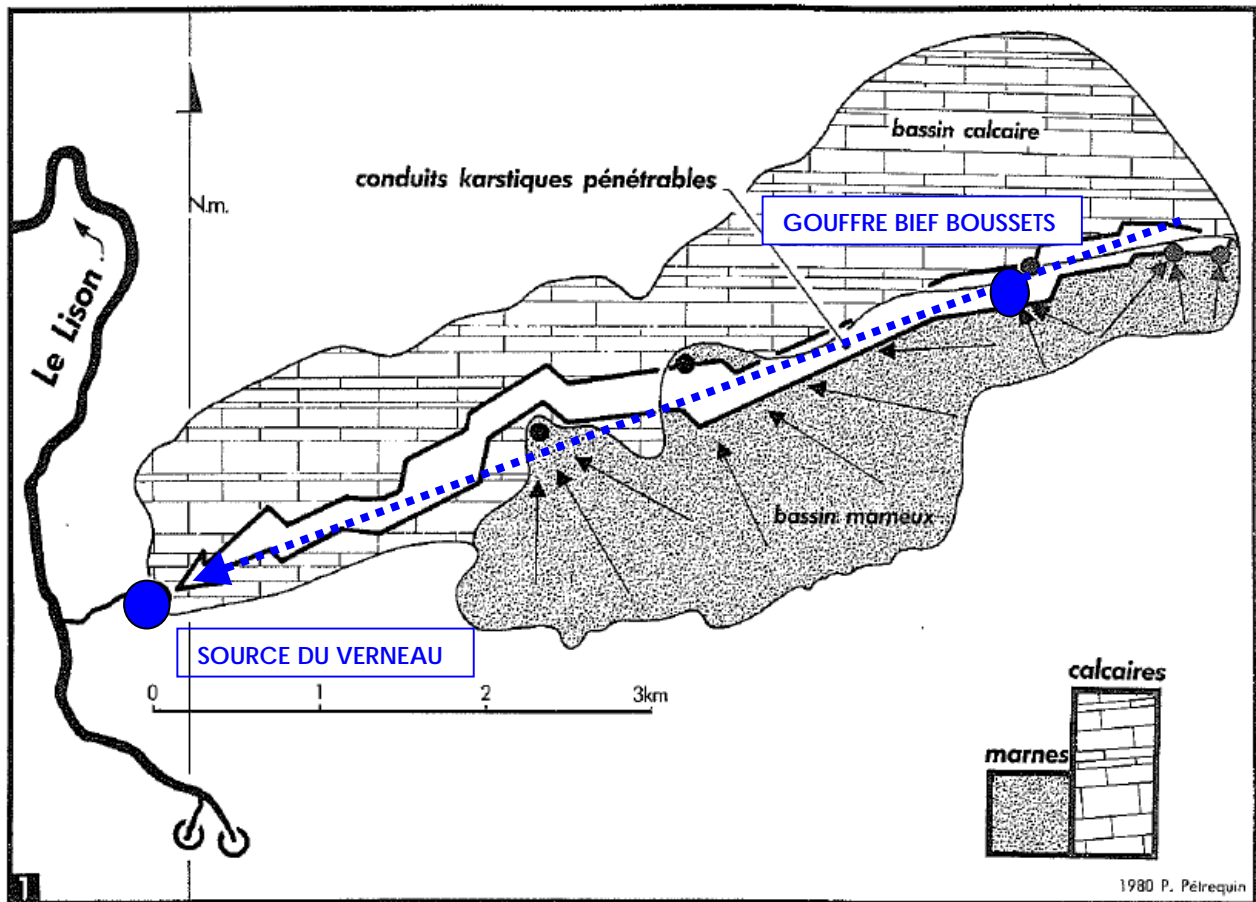 bassin calcaire
conduits karstiques pénétrables
N.m.
GOUFFRE BIEF BOUSSETS
Le Lison
bassin marneux
SOURCE DU VERNEAU
0 1 2 3km
calcaires
marnes
1
1980 P. Pétrequin